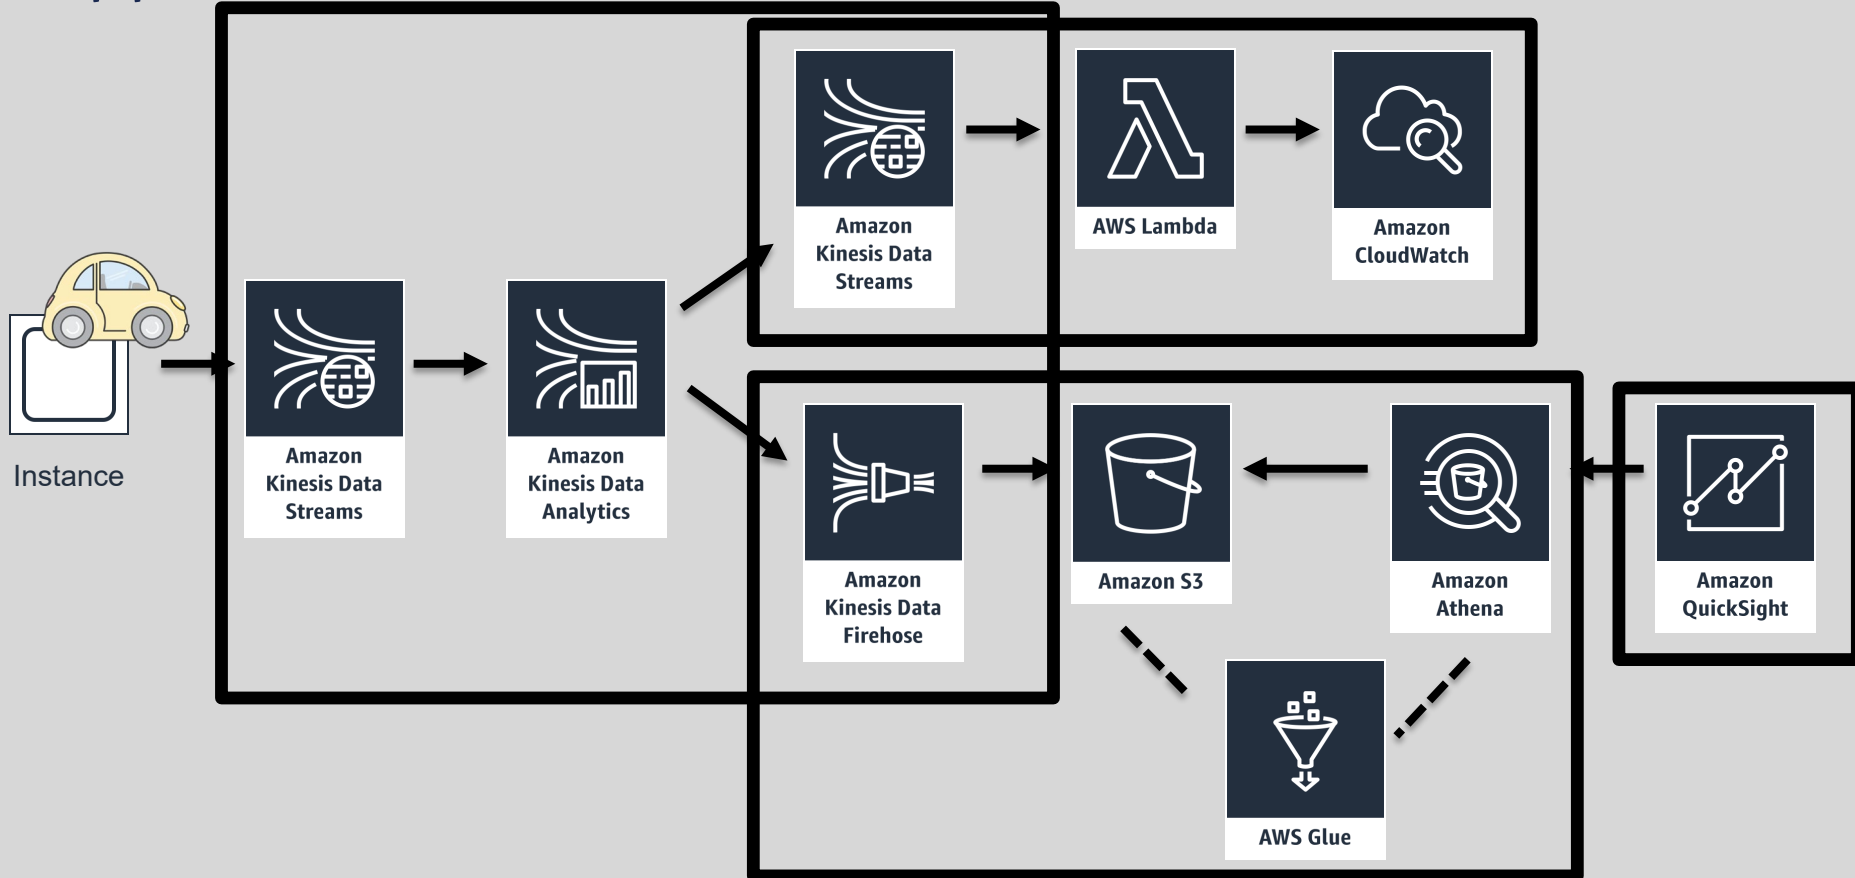 Amazon
Kinesis Data
Streams
AWS Lambda
Amazon
CloudWatch
Instance
Amazon
Kinesis Data
Streams
Amazon
Kinesis Data
Analytics
Amazon
Kinesis Data
Firehose
Amazon S3
Amazon
Athena
Amazon
QuickSight
AWS Glue